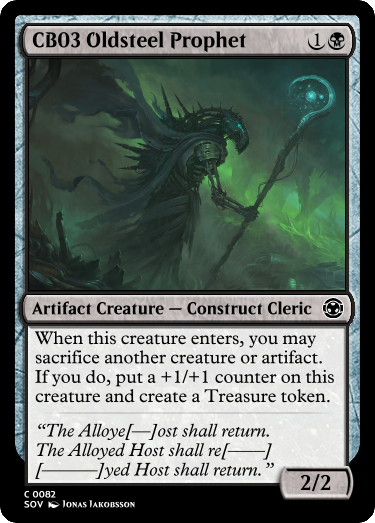 CB03 Oldsteel Prophet 1
Artifact Creature — Construct Cleric
When this creature enters, you may
sacrifice another creature or artifact.
If you do, put a +1/+1 counter on this
creature and create a Treasure token.
“The Alloye[—]ost shall return.
The Alloyed Host shall re[——]
[———]yed Host shall return.”
2/2
C 0082
SOV Jonas Jakobsson